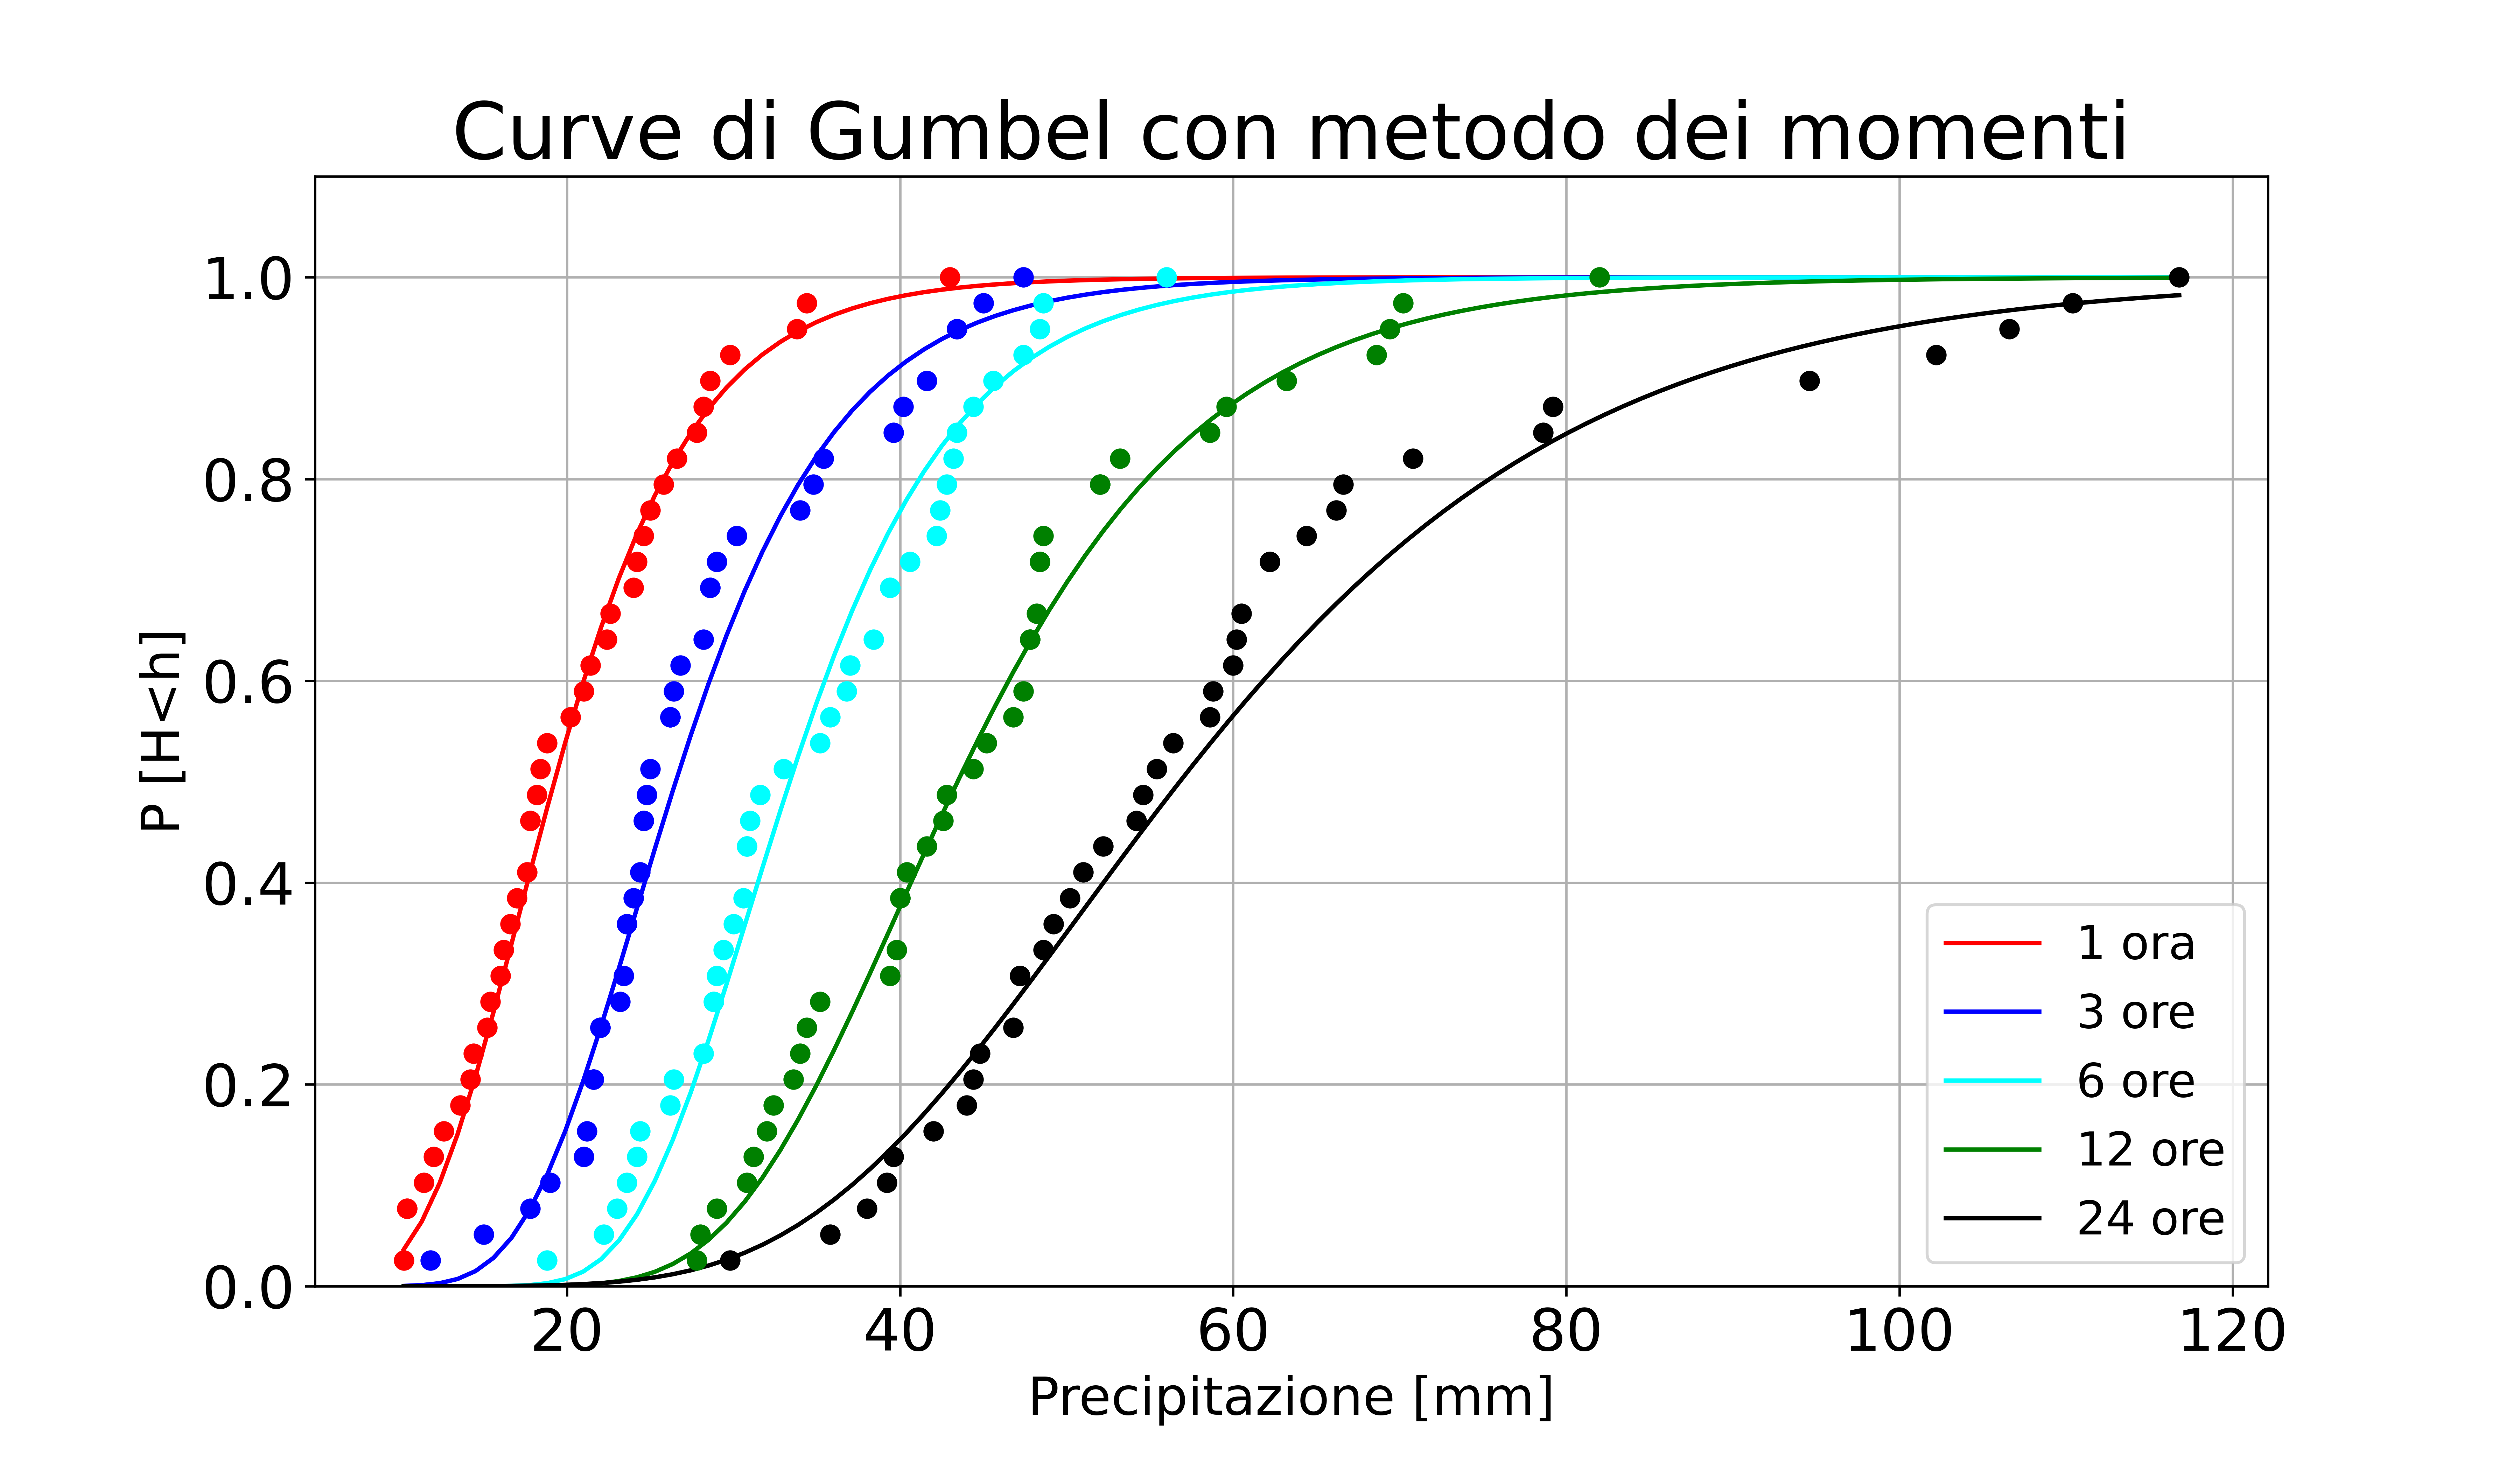 Curve di Gumbel con metodo dei momenti
P [H<h]
1.0
0.8
0.6
0.4
0.2
0.0
20 40 60 80 100 120
Precipitazione [mm]
1 ora
3 ore
6 ore
12 ore
24 ore